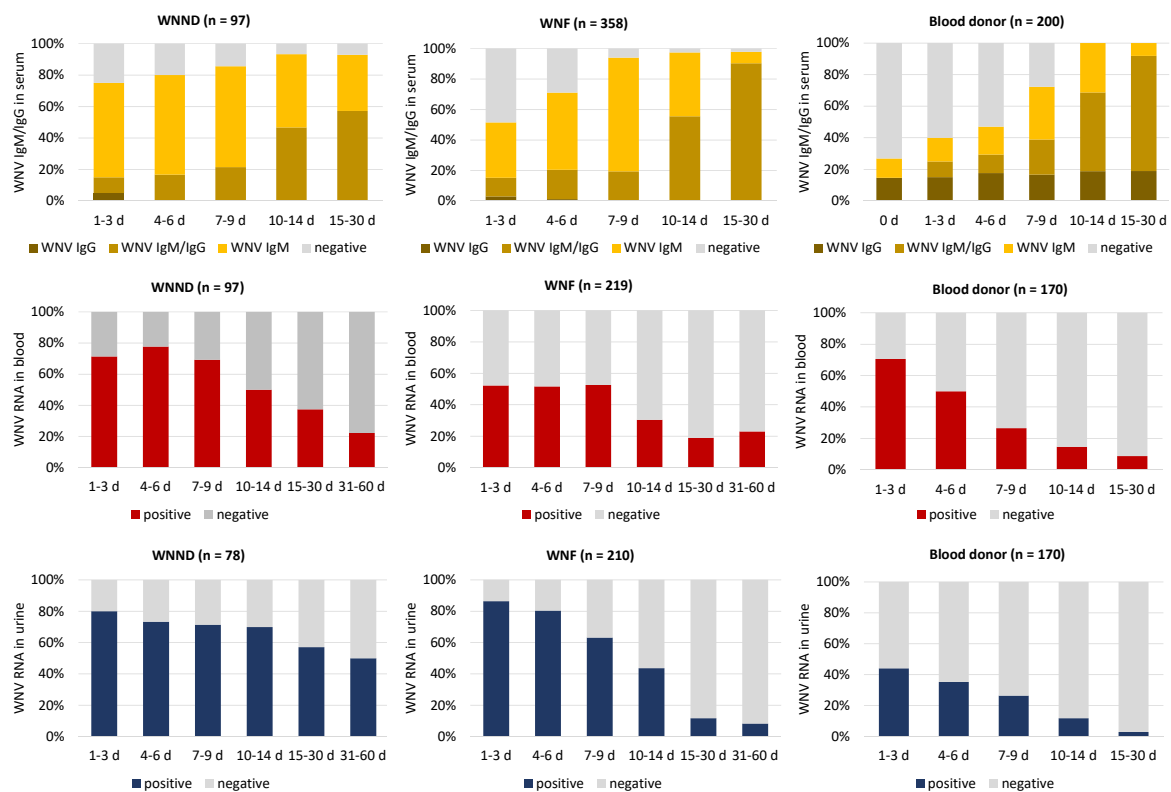 WNND (n = 97)
WNV IgM/IgG in serum
100%
80%
60%
40%
20%
0%
1-3 d 4-6 d 7-9 d 10-14 d 15-30 d
WNV IgG WNV IgM/IgG WNV IgM negative
WNF (n = 358)
WNV IgM/IgG in serum
100%
80%
60%
40%
20%
0%
1-3 d 4-6 d 7-9 d 10-14 d 15-30 d
WNV IgG WNV IgM/IgG WNV IgM negative
Blood donor (n = 200)
WNV IgM/IgG in serum
100%
80%
60%
40%
20%
0%
0 d 1-3 d 4-6 d 7-9 d 10-14 d 15-30 d
WNV IgG WNV IgM/IgG WNV IgM negative
WNND (n = 97)
WNV RNA in blood
100%
80%
60%
40%
20%
0%
1-3 d 4-6 d 7-9 d 10-14 d 15-30 d 31-60 d
positive negative
WNF (n = 219)
WNV RNA in blood
100%
80%
60%
40%
20%
0%
1-3 d 4-6 d 7-9 d 10-14 d 15-30 d 31-60 d
positive negative
Blood donor (n = 170)
WNV RNA in blood
100%
80%
60%
40%
20%
0%
1-3 d 4-6 d 7-9 d 10-14 d 15-30 d
positive negative
WNND (n = 78)
WNV RNA in urine
100%
80%
60%
40%
20%
0%
1-3 d 4-6 d 7-9 d 10-14 d 15-30 d 31-60 d
positive negative
WNF (n = 210)
WNV RNA in urine
100%
80%
60%
40%
20%
0%
1-3 d 4-6 d 7-9 d 10-14 d 15-30 d 31-60 d
positive negative
Blood donor (n = 170)
WNV RNA in urine
100%
80%
60%
40%
20%
0%
1-3 d 4-6 d 7-9 d 10-14 d 15-30 d
positive negative